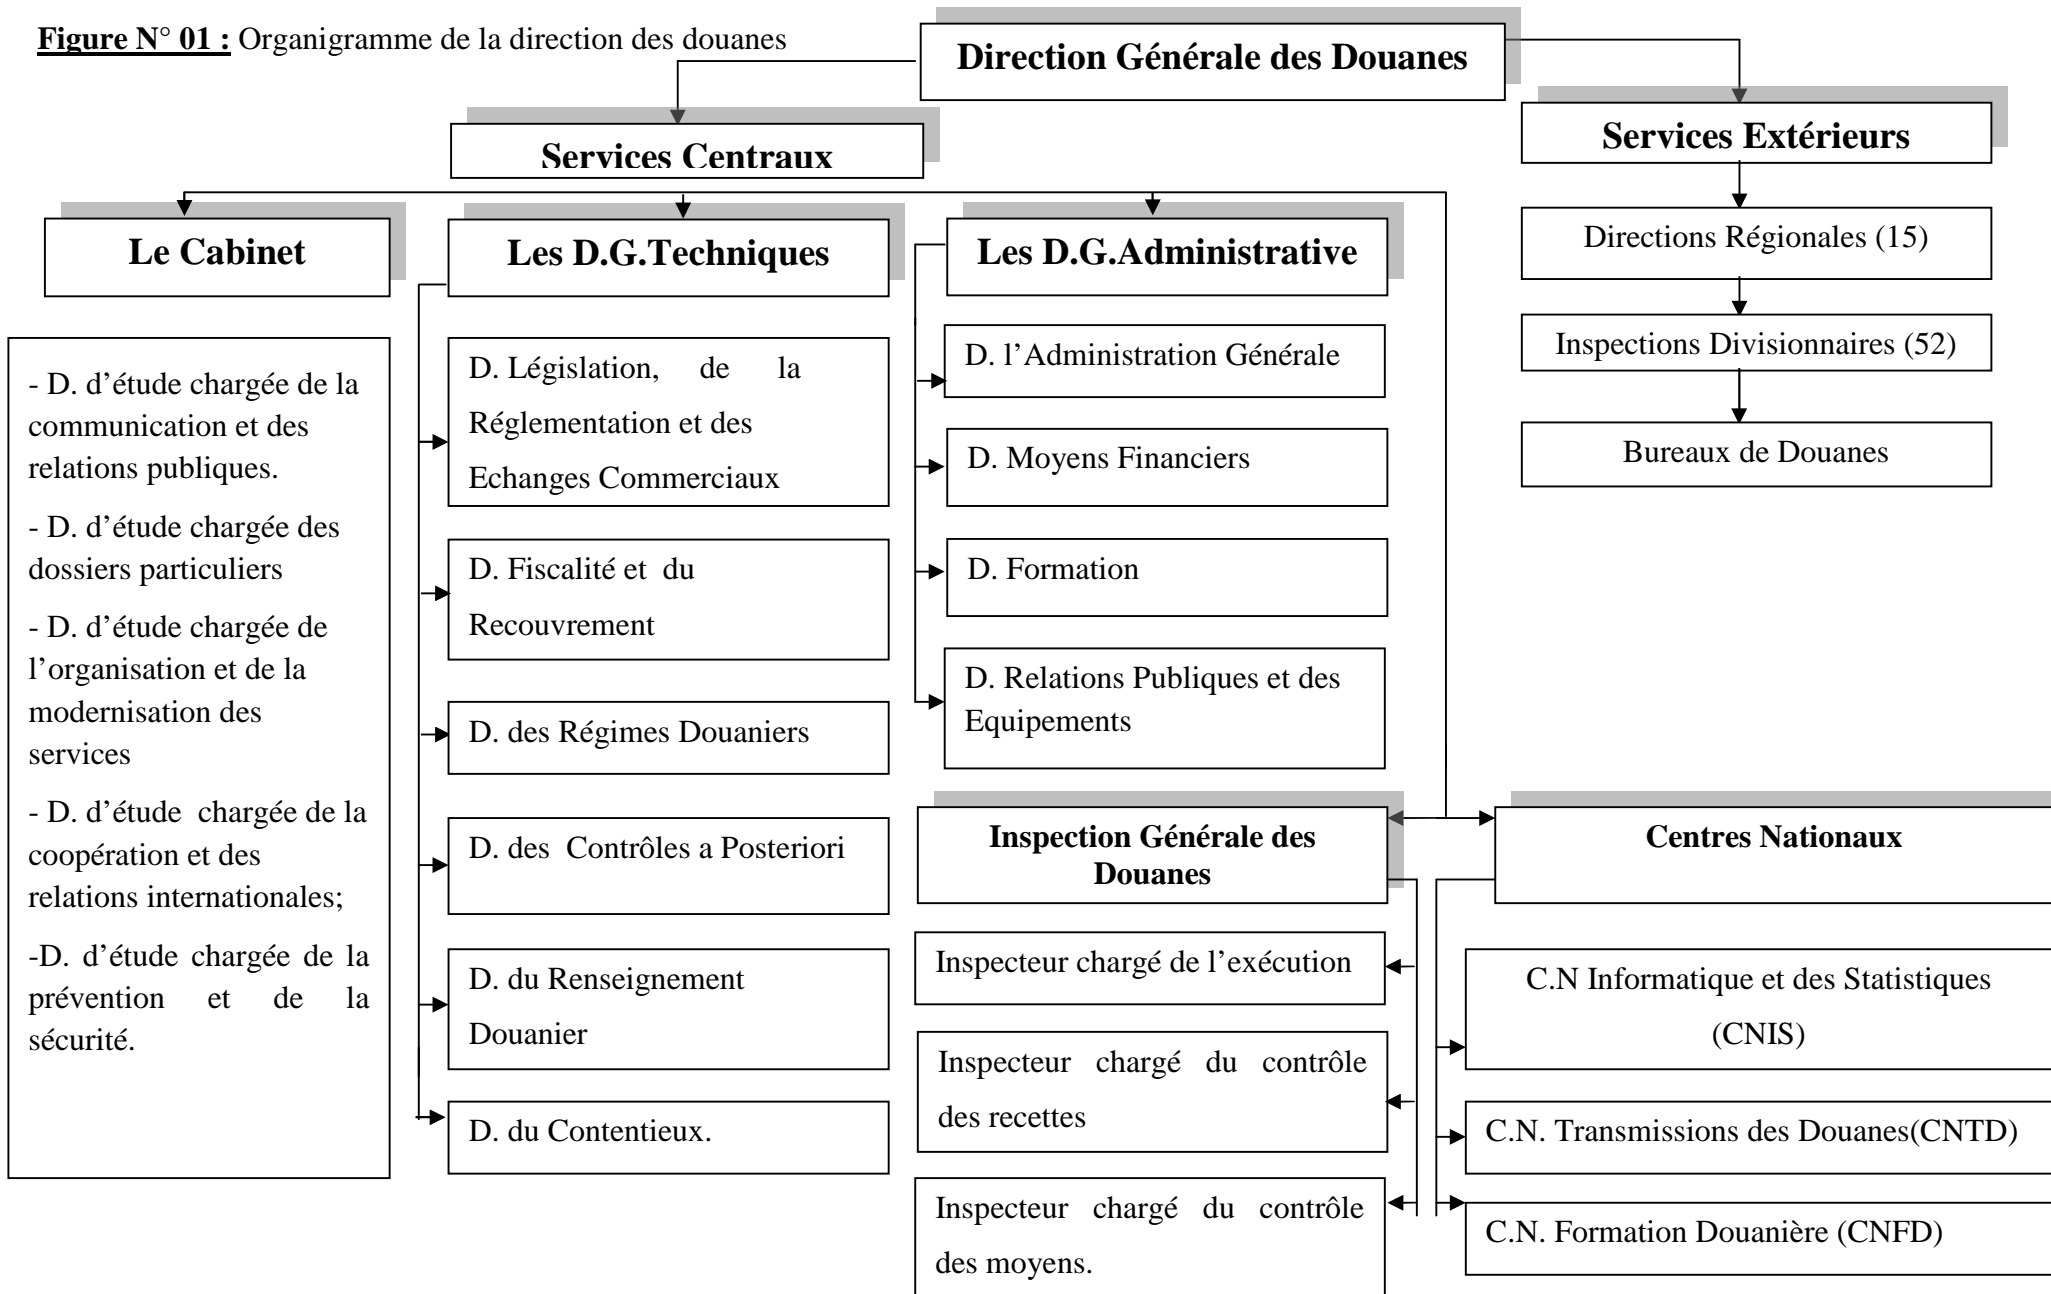 Figure N° 01 : Organigramme de la direction des douanes
Direction Générale des Douanes
Services Centraux
Services Extérieurs
Directions Régionales (15)
Inspections Divisionnaires (52)
Bureaux de Douanes
Le Cabinet
- D. d’étude chargée de la
communication et des
relations publiques.
- D. d’étude chargée des
dossiers particuliers
- D. d’étude chargée de
l’organisation et de la
modernisation des
services
- D. d’étude chargée de la
coopération et des
relations internationales;
-D. d’étude chargée de la
prévention et de la
sécurité.
Les D.G.Techniques
D. Législation, de la
Réglementation et des
Echanges Commerciaux
D. Fiscalité et du
Recouvrement
D. des Régimes Douaniers
D. des Contrôles a Posteriori
D. du Renseignement
Douanier
D. du Contentieux.
Les D.G.Administrative
D. l’Administration Générale
D. Moyens Financiers
D. Formation
D. Relations Publiques et des
Equipements
Inspection Générale des
Douanes
Inspecteur chargé de l’exécution
Inspecteur chargé du contrôle
des recettes
Inspecteur chargé du contrôle
des moyens.
Centres Nationaux
C.N Informatique et des Statistiques
(CNIS)
C.N. Transmissions des Douanes(CNTD)
C.N. Formation Douanière (CNFD)